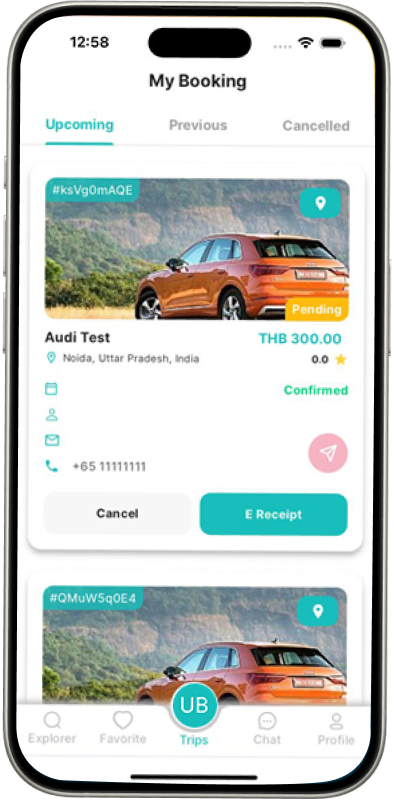 12:58
My Booking
Upcoming Previous Cancelled
#ksVg0mAQE
Pending
Audi Test THB 300.00
Noida, Uttar Pradesh, India 0.0
Confirmed
+65 11111111
Cancel E Receipt
#QMuW5q0E4
UB
Explorer Favorite Trips Chat Profile